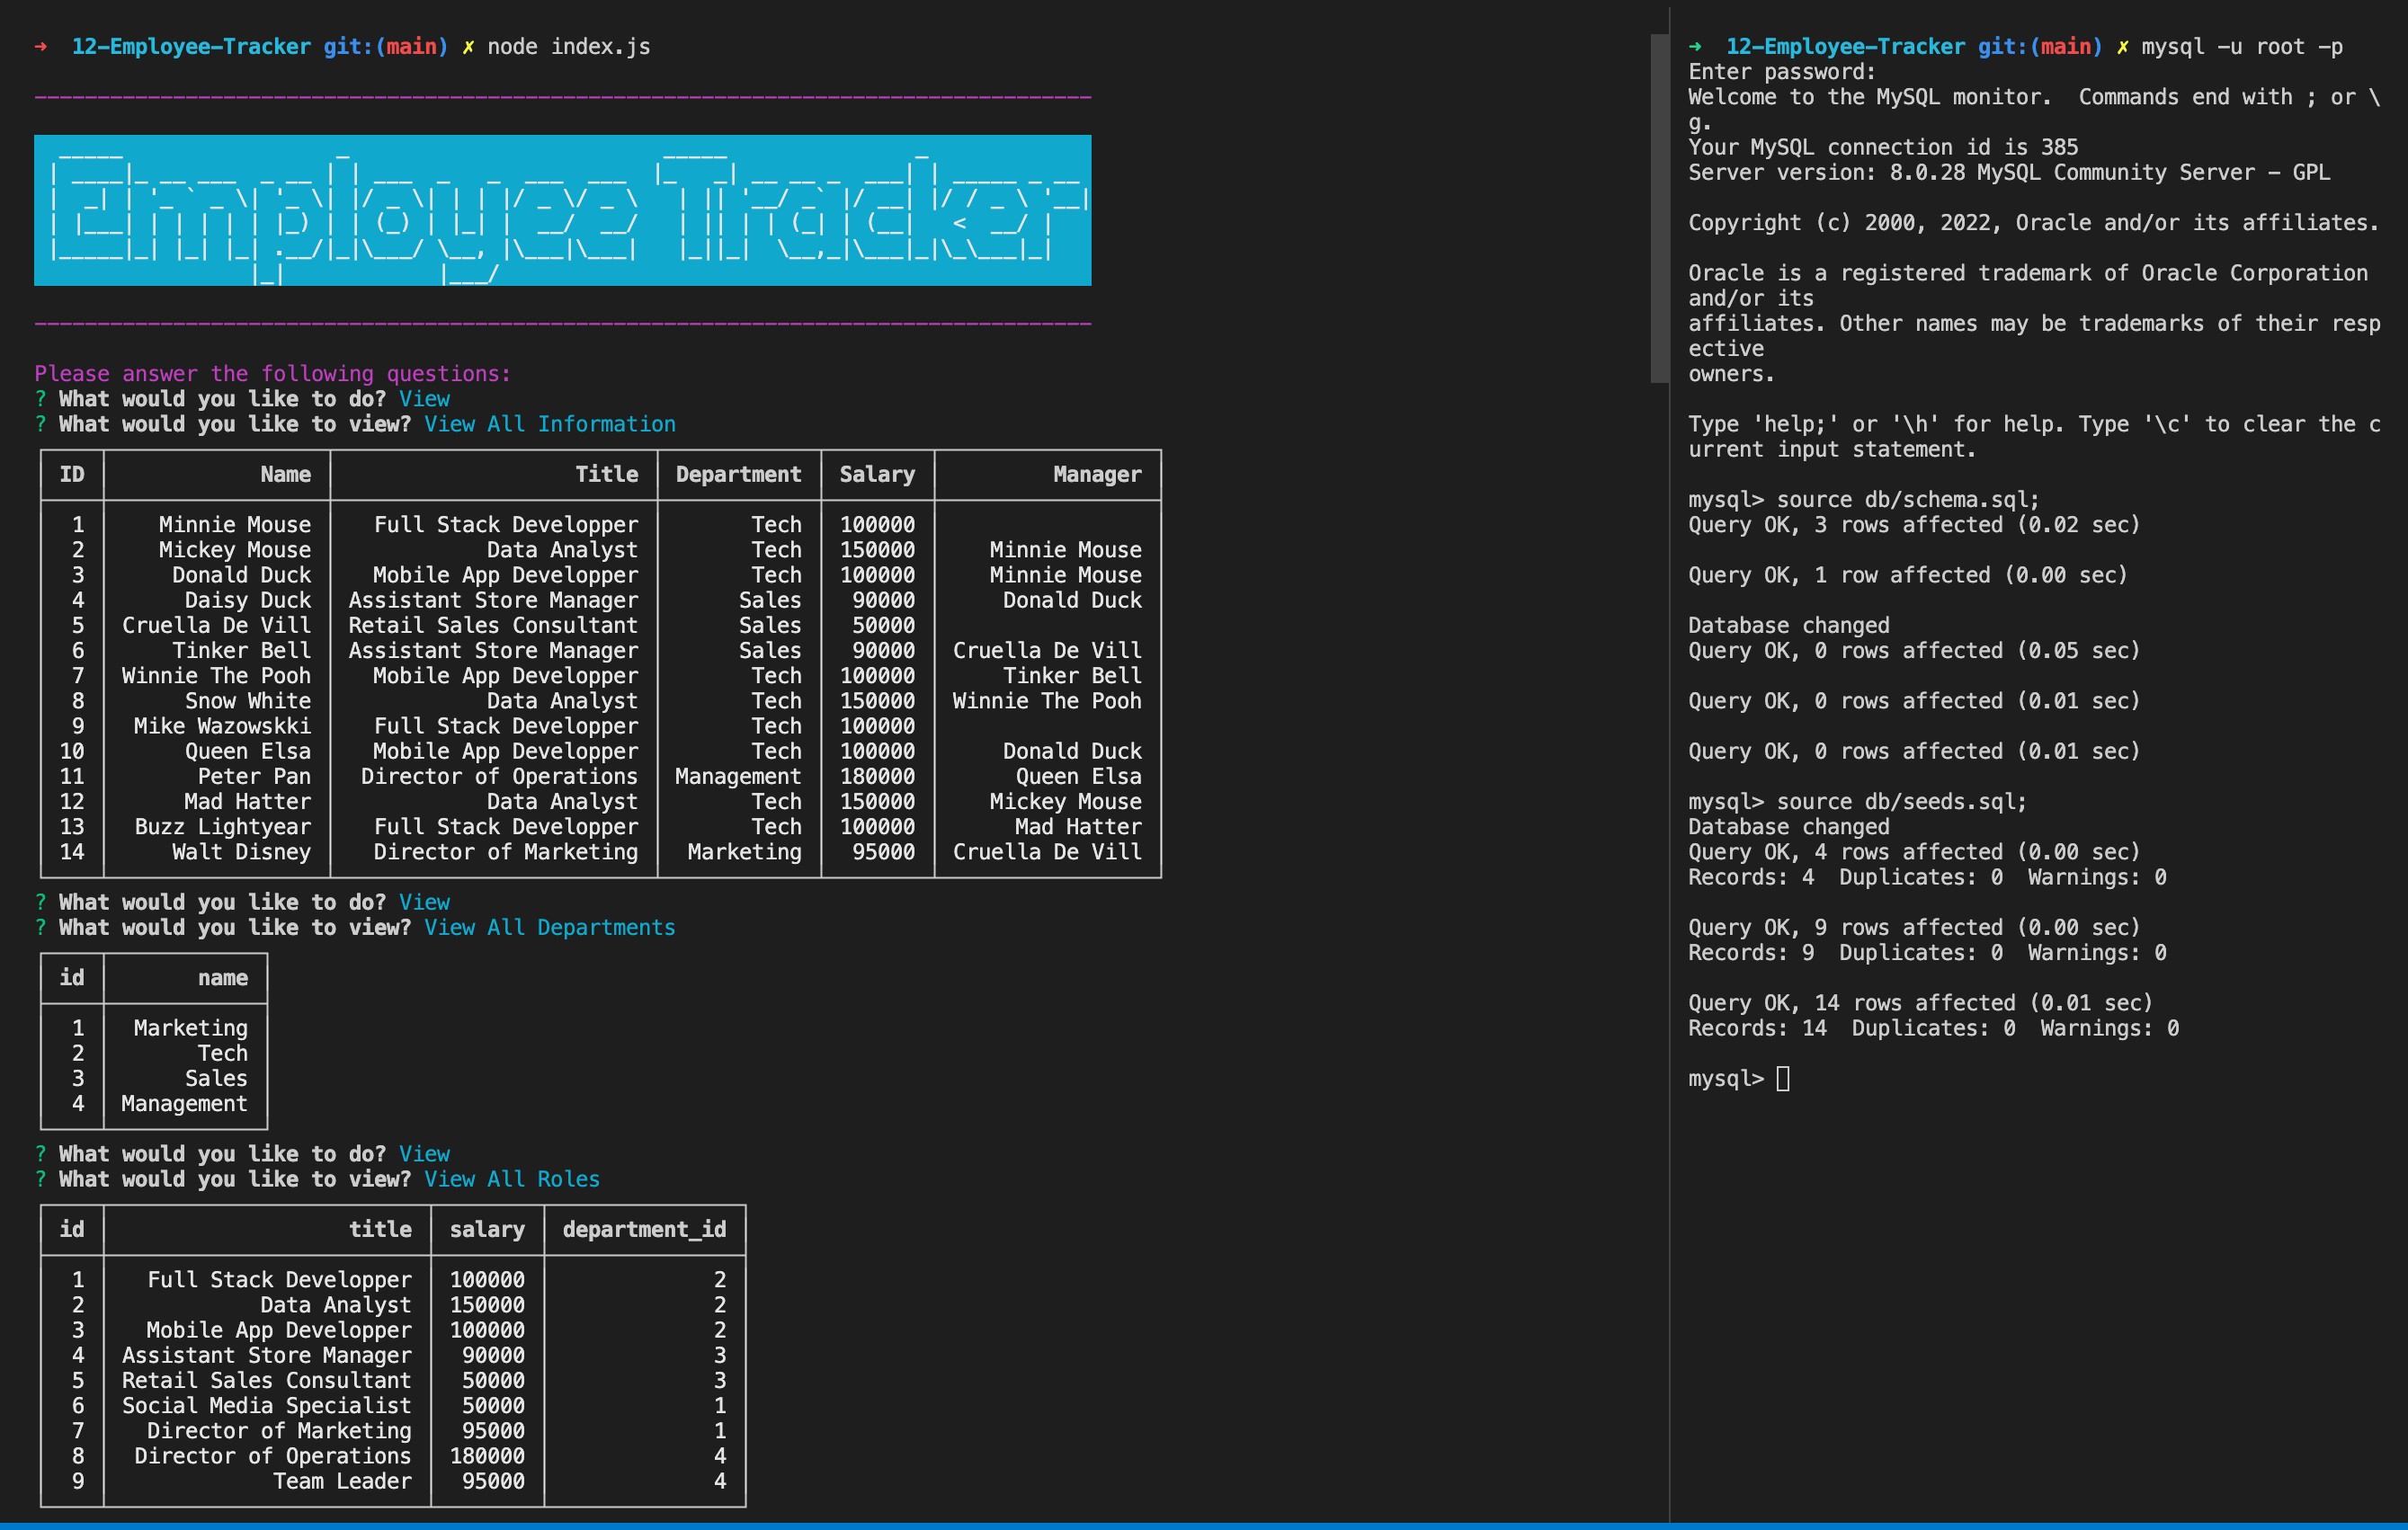 → 12-Employee-Tracker git:(main) ✗ node index.js
Employee Tracker
Please answer the following questions:
? What would you like to do? View
? What would you like to view? View All Information
ID Name Title Department Salary Manager
1 Minnie Mouse Full Stack Developper Tech 100000
2 Mickey Mouse Data Analyst Tech 150000 Minnie Mouse
3 Donald Duck Mobile App Developper Tech 100000 Minnie Mouse
4 Daisy Duck Assistant Store Manager Sales 90000 Donald Duck
5 Cruella De Vill Retail Sales Consultant Sales 50000
6 Tinker Bell Assistant Store Manager Sales 90000 Cruella De Vill
7 Winnie The Pooh Mobile App Developper Tech 100000 Tinker Bell
8 Snow White Data Analyst Tech 150000 Winnie The Pooh
9 Mike Wazowskki Full Stack Developper Tech 100000
10 Queen Elsa Mobile App Developper Tech 100000 Donald Duck
11 Peter Pan Director of Operations Management 180000 Queen Elsa
12 Mad Hatter Data Analyst Tech 150000 Mickey Mouse
13 Buzz Lightyear Full Stack Developper Tech 100000 Mad Hatter
14 Walt Disney Director of Marketing Marketing 95000 Cruella De Vill
? What would you like to do? View
? What would you like to view? View All Departments
id name
1 Marketing
2 Tech
3 Sales
4 Management
? What would you like to do? View
? What would you like to view? View All Roles
id title salary department_id
1 Full Stack Developper 100000 2
2 Data Analyst 150000 2
3 Mobile App Developper 100000 2
4 Assistant Store Manager 90000 3
5 Retail Sales Consultant 50000 3
6 Social Media Specialist 50000 1
7 Director of Marketing 95000 1
8 Director of Operations 180000 4
9 Team Leader 95000 4
→ 12-Employee-Tracker git:(main) ✗ mysql -u root -p
Enter password:
Welcome to the MySQL monitor.  Commands end with ; or \
g.
Your MySQL connection id is 385
Server version: 8.0.28 MySQL Community Server - GPL
Copyright (c) 2000, 2022, Oracle and/or its affiliates.
Oracle is a registered trademark of Oracle Corporation
and/or its
affiliates. Other names may be trademarks of their resp
ective
owners.
Type 'help;' or '\h' for help. Type '\c' to clear the c
urrent input statement.
mysql> source db/schema.sql;
Query OK, 3 rows affected (0.02 sec)
Query OK, 1 row affected (0.00 sec)
Database changed
Query OK, 0 rows affected (0.05 sec)
Query OK, 0 rows affected (0.01 sec)
Query OK, 0 rows affected (0.01 sec)
mysql> source db/seeds.sql;
Database changed
Query OK, 4 rows affected (0.00 sec)
Records: 4  Duplicates: 0  Warnings: 0
Query OK, 9 rows affected (0.00 sec)
Records: 9  Duplicates: 0  Warnings: 0
Query OK, 14 rows affected (0.01 sec)
Records: 14  Duplicates: 0  Warnings: 0
mysql>